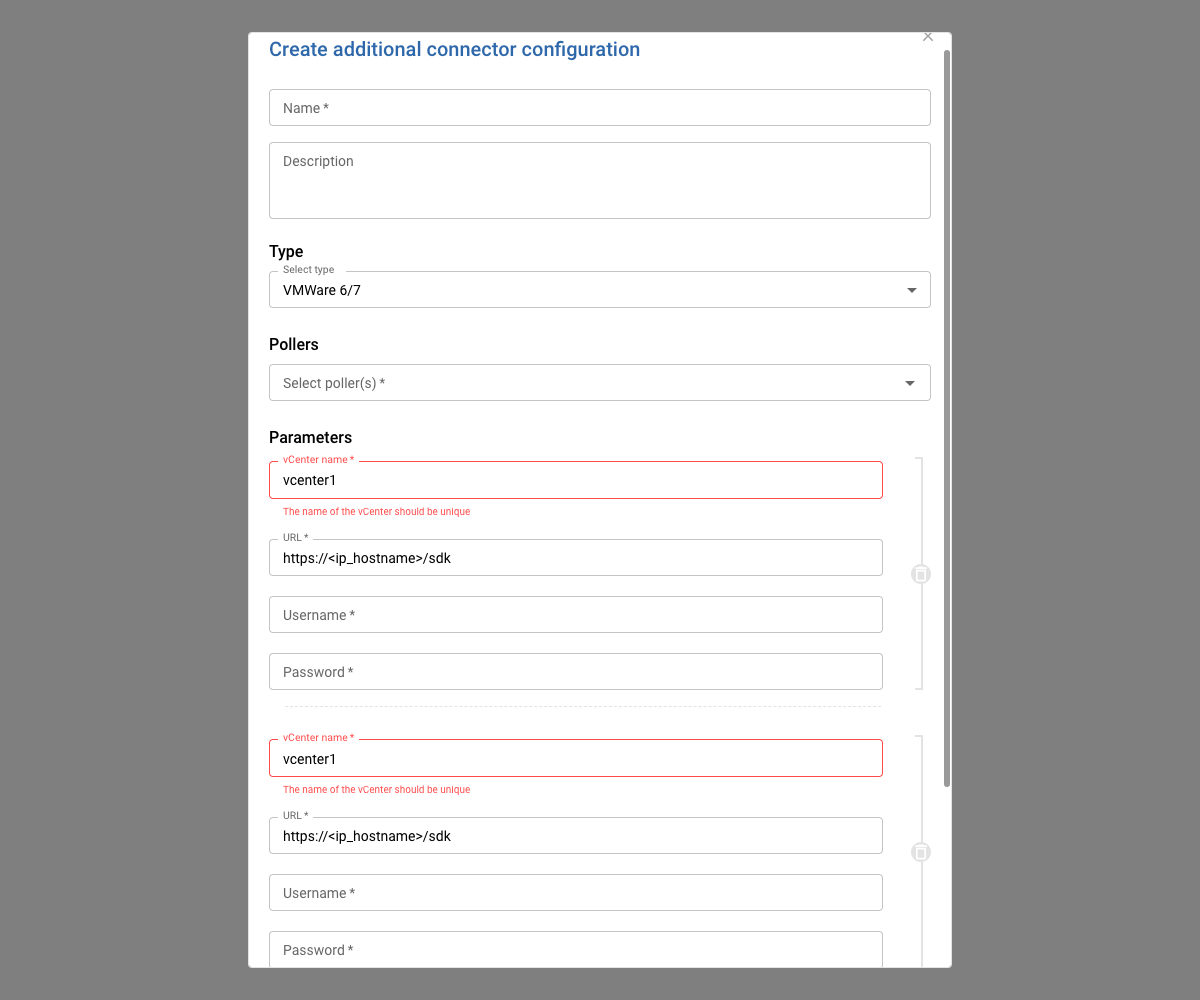 Create additional connector configuration
Name *
Description
Type
Select type
VMWare 6/7
Pollers
Select poller(s) *
Parameters
vCenter name *
vcenter1
The name of the vCenter should be unique
URL *
https://<ip_hostname>/sdk
Username *
Password *
vCenter name *
vcenter1
The name of the vCenter should be unique
URL *
https://<ip_hostname>/sdk
Username *
Password *